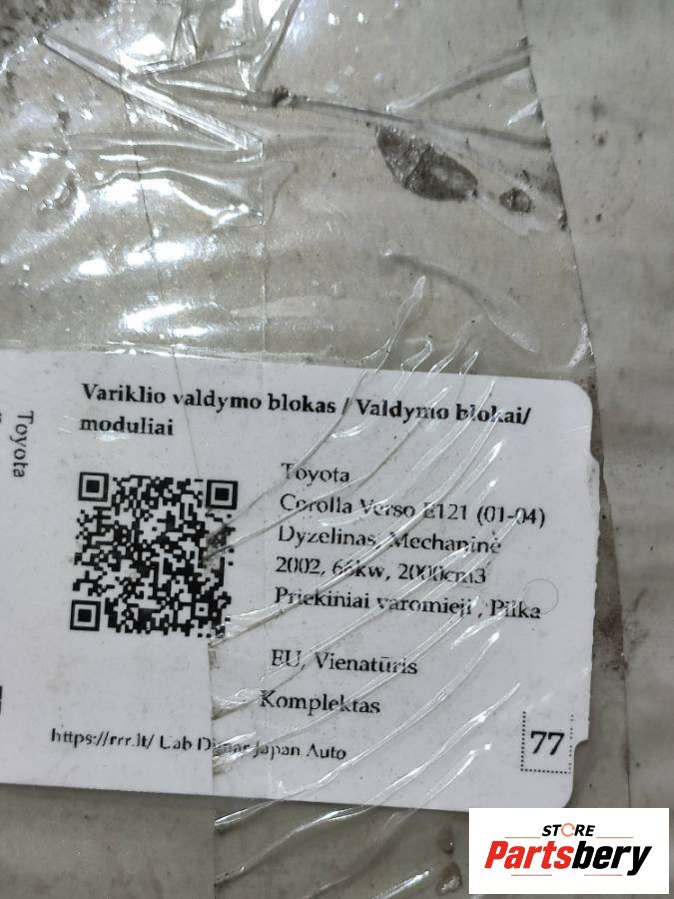 Variklio valdymo blokas / Valdymo blokai/
moduliai
Toyota
Toyota
Corolla Verso E121 (01-04)
Dyzelinas, Mechaninė
2002, 66kw, 2000cm3
Priekiniai varomieji , Pilka
EU, Vienatūris
Komplektas
https://rrr.lt/ Uab Japan Auto
77
STORE
Partsbery